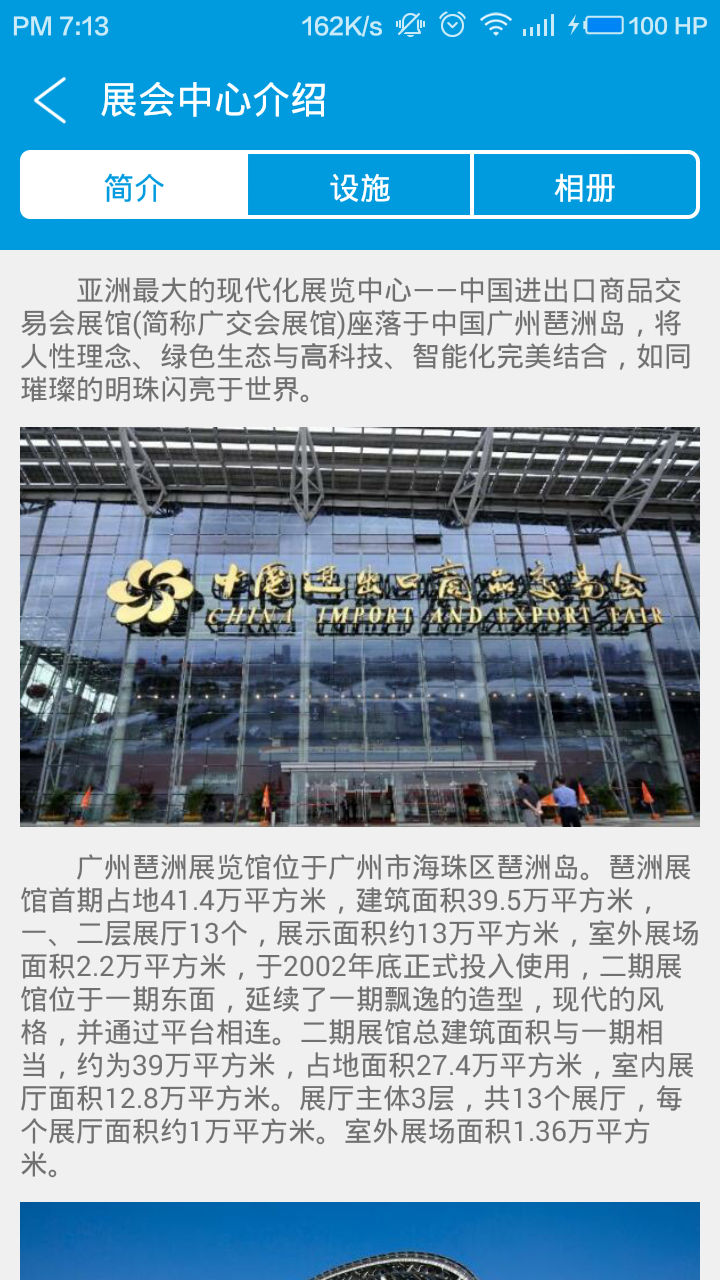 PM 7:13
162K/s
100 HP
展会中心介绍
简介
设施
相册
亚洲最大的现代化展览中心——中国进出口商品交
易会展馆(简称广交会展馆)座落于中国广州琶洲岛，将
人性理念、绿色生态与高科技、智能化完美结合，如同
璀璨的明珠闪亮于世界。
中国进出口商品交易会
CHINA IMPORT AND EXPORT FAIR
广州琶洲展览馆位于广州市海珠区琶洲岛。琶洲展
馆首期占地41.4万平方米，建筑面积39.5万平方米，
一、二层展厅13个，展示面积约13万平方米，室外展场
面积2.2万平方米，于2002年底正式投入使用，二期展
馆位于一期东面，延续了一期飘逸的造型，现代的风
格，并通过平台相连。二期展馆总建筑面积与一期相
当，约为39万平方米，占地面积27.4万平方米，室内展
厅面积12.8万平方米。展厅主体3层，共13个展厅，每
个展厅面积约1万平方米。室外展场面积1.36万平方
米。